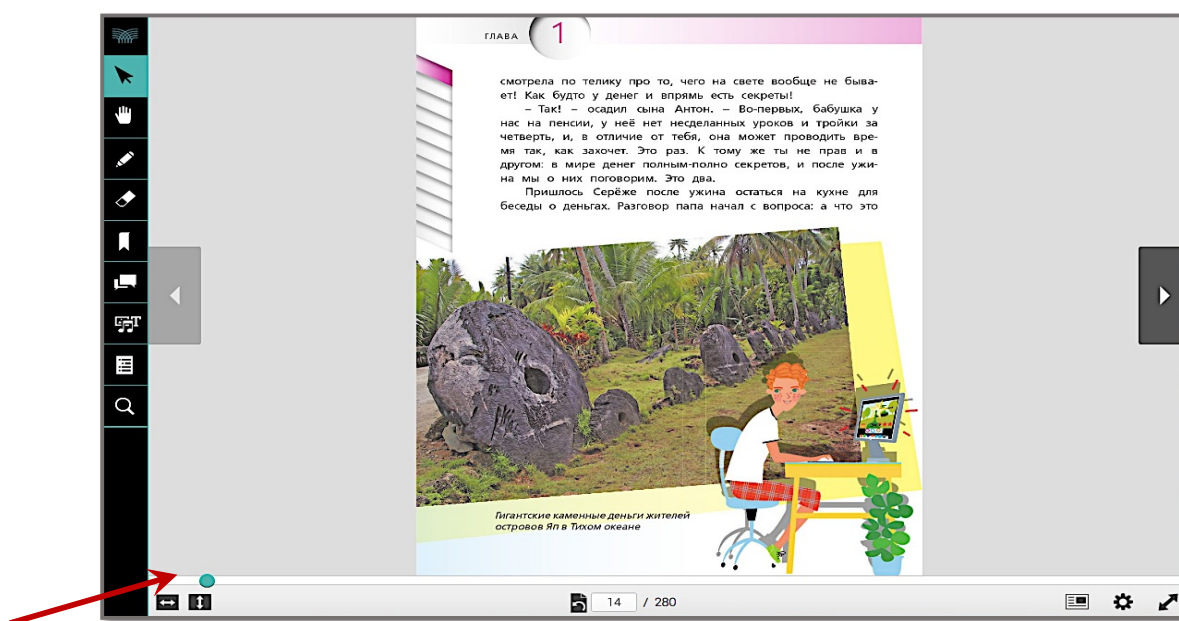 ГЛАВА 1
смотрела по телику про то, чего на свете вообще не быва-
ет! Как будто у денег и впрямь есть секреты!
– Так! – осадил сына Антон. – Во-первых, бабушка у
нас на пенсии, у неё нет несделанных уроков и тройки за
четверть, и, в отличие от тебя, она может проводить вре-
мя так, как захочет. Это раз. К тому же ты не прав и в
другом: в мире денег полным-полно секретов, и после ужи-
на мы о них поговорим. Это два.
Пришлось Серёже после ужина остаться на кухне для
беседы о деньгах. Разговор папа начал с вопроса: а что это
Гигантские каменные деньги жителей
островов Яп в Тихом океане
14 / 280